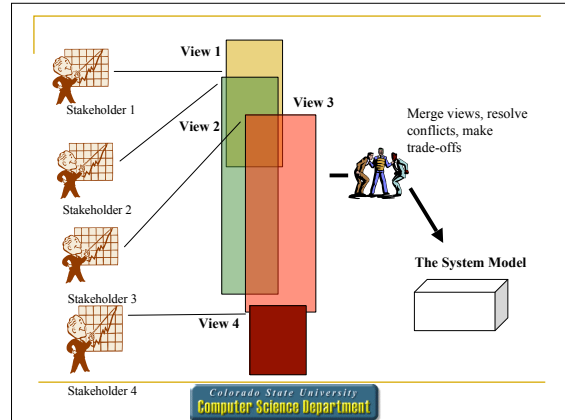 View 1
Stakeholder 1
View 3
View 2
Merge views, resolve
conflicts, make
trade-offs
Stakeholder 2
The System Model
Stakeholder 3
View 4
Stakeholder 4
Colorado State University
Computer Science Department